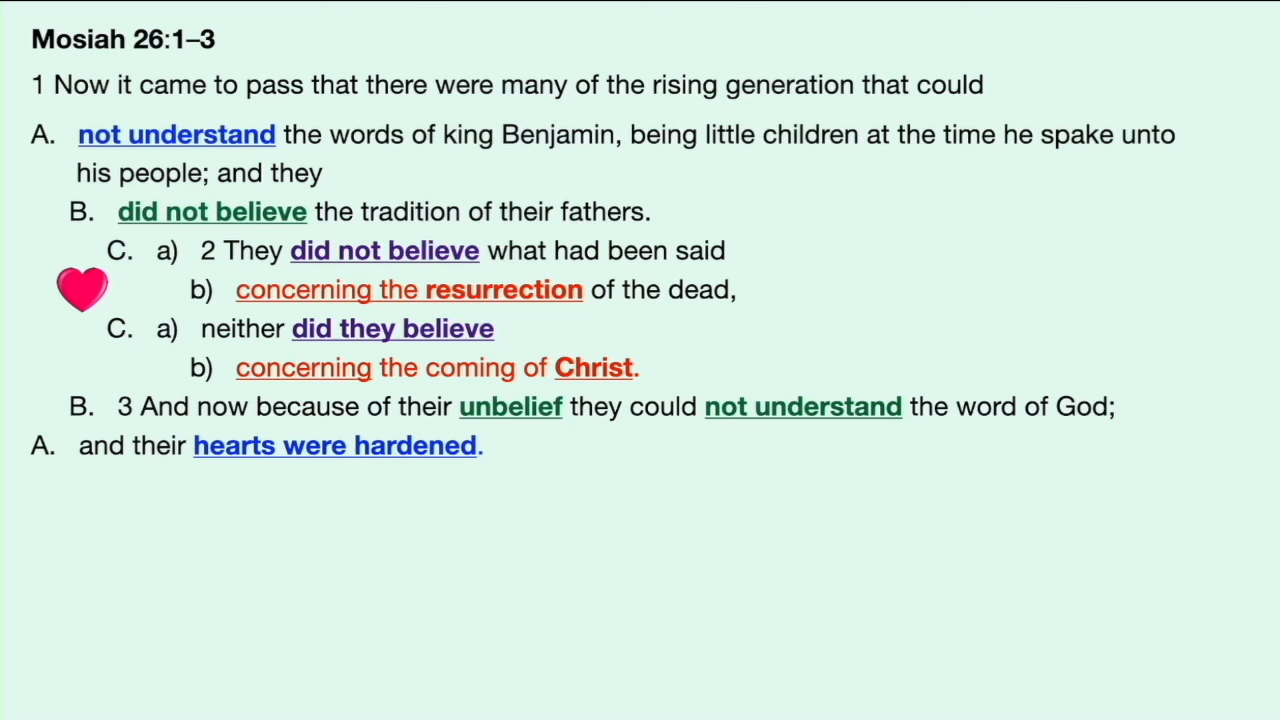 Mosiah 26:1–3
1 Now it came to pass that there were many of the rising generation that could
A. not understand the words of king Benjamin, being little children at the time he spake unto
his people; and they
B. did not believe the tradition of their fathers.
C. a) 2 They did not believe what had been said
b) concerning the resurrection of the dead,
C. a) neither did they believe
b) concerning the coming of Christ.
B. 3 And now because of their unbelief they could not understand the word of God;
A. and their hearts were hardened.